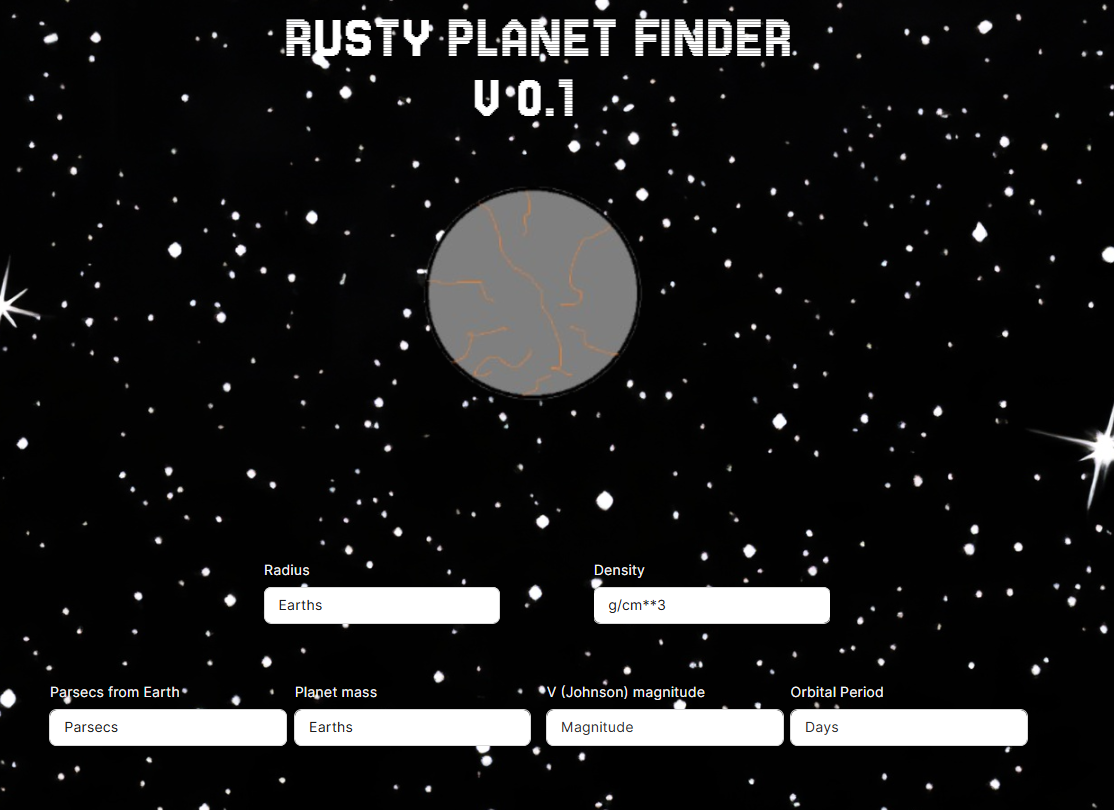 RUSTY PLANET FINDER
V 0.1
Radius Density
Earths g/cm**3
Parsecs from Earth Planet mass V (Johnson) magnitude Orbital Period
Parsecs Earths Magnitude Days